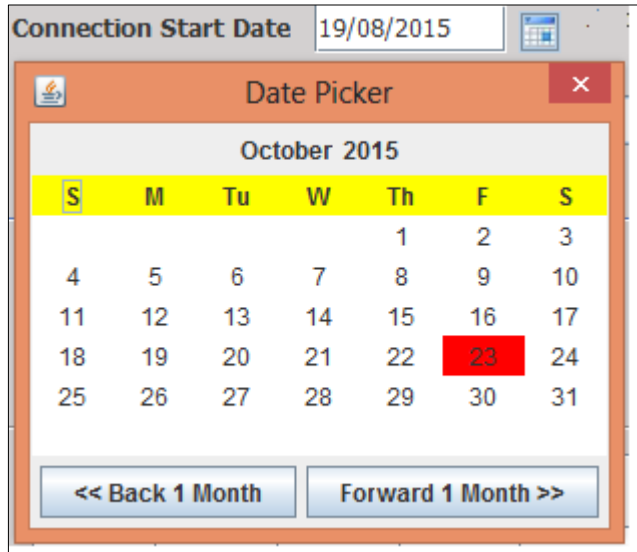 Connection Start Date 19/08/2015
Date Picker
October 2015
S M Tu W Th F S
1 2 3
4 5 6 7 8 9 10
11 12 13 14 15 16 17
18 19 20 21 22 23 24
25 26 27 28 29 30 31
<< Back 1 Month Forward 1 Month >>